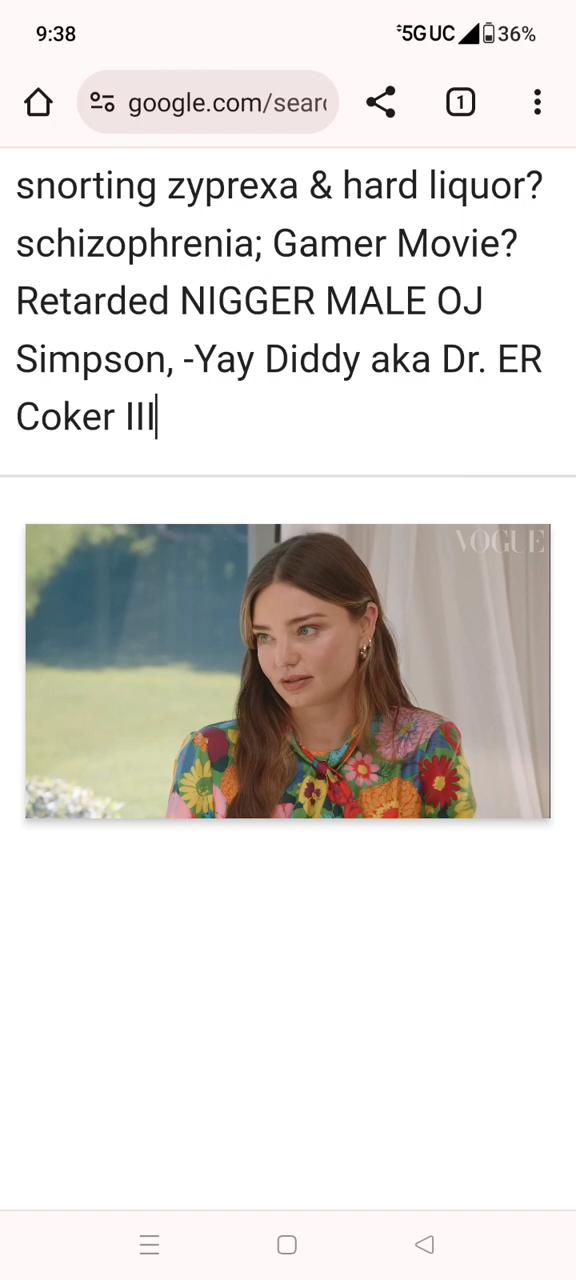 9:38
5G UC
36%
google.com/sear
1
snorting zyprexa & hard liquor?
schizophrenia; Gamer Movie?
Retarded NIGGER MALE OJ
Simpson, -Yay Diddy aka Dr. ER
Coker III
VOGUE